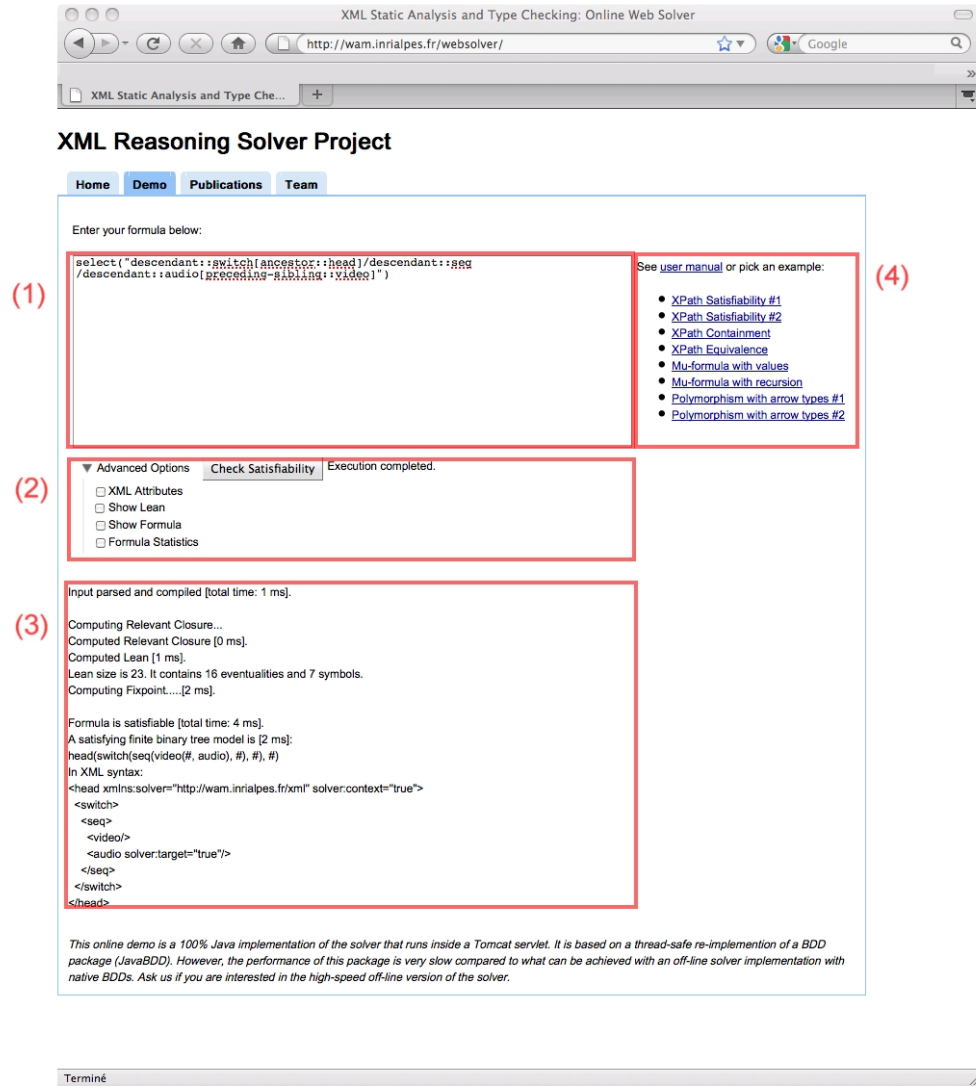 XML Static Analysis and Type Checking: Online Web Solver
http://wam.inrialpes.fr/websolver/
Google
XML Static Analysis and Type Che...
+
XML Reasoning Solver Project
Home Demo Publications Team
Enter your formula below:
(1)
select("descendant::switch[ancestor::head]/descendant::seq
/descendant::audio[preceding-sibling::video]")
See user manual or pick an example:
(4)
XPath Satisfiability #1
XPath Satisfiability #2
XPath Containment
XPath Equivalence
Mu-formula with values
Mu-formula with recursion
Polymorphism with arrow types #1
Polymorphism with arrow types #2
(2)
Advanced Options Check Satisfiability Execution completed.
XML Attributes
Show Lean
Show Formula
Formula Statistics
(3)
Input parsed and compiled [total time: 1 ms].
Computing Relevant Closure...
Computed Relevant Closure [0 ms].
Computed Lean [1 ms].
Lean size is 23. It contains 16 eventualities and 7 symbols.
Computing Fixpoint.....[2 ms].
Formula is satisfiable [total time: 4 ms].
A satisfying finite binary tree model is [2 ms]:
head(switch(seq(video(#, audio), #), #), #)
In XML syntax:
<head xmlns:solver="http://wam.inrialpes.fr/xml" solver:context="true">
<switch>
<seq>
<video/>
<audio solver:target="true"/>
</seq>
</switch>
</head>
This online demo is a 100% Java implementation of the solver that runs inside a Tomcat servlet. It is based on a thread-safe re-implemention of a BDD
package (JavaBDD). However, the performance of this package is very slow compared to what can be achieved with an off-line solver implementation with
native BDDs. Ask us if you are interested in the high-speed off-line version of the solver.
Terminé